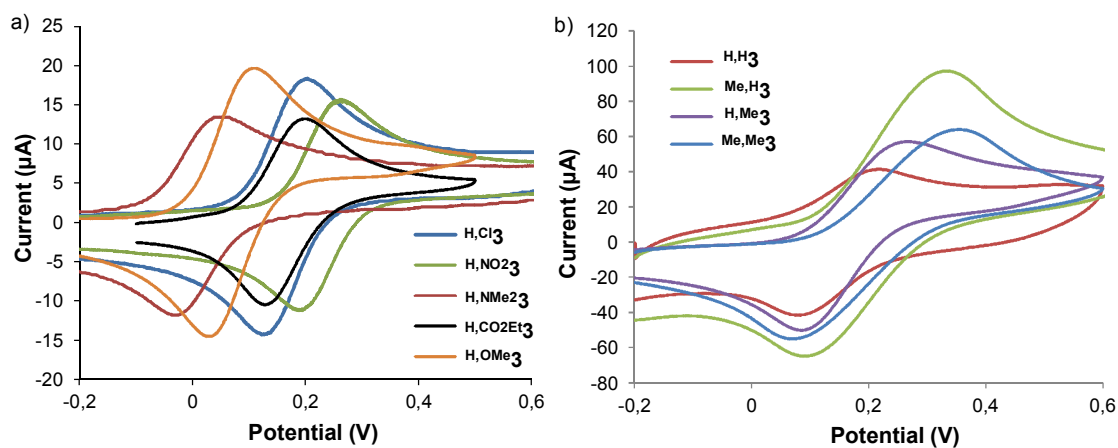 a)
Current (µA)
25
20
15
10
5
0
-5
-10
-15
-20
-0,2
0
0,2
0,4
0,6
Potential (V)
H,Cl3
H,NO23
H,NMe23
H,CO2Et3
H,OMe3
b)
Current (µA)
120
100
80
60
40
20
0
-20
-40
-60
-80
-0,2
0
0,2
0,4
0,6
Potential (V)
H,H3
Me,H3
H,Me3
Me,Me3